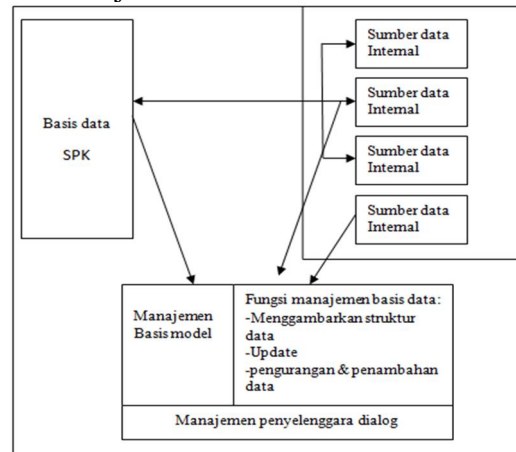 Sumber data
Internal
Sumber data
Internal
Basis data
SPK
Sumber data
Internal
Sumber data
Internal
Manajemen
Basis model
Fungsi manajemen basis data:
-Menggambarkan struktur
data
-Update
-pengurangan & penambahan
data
Manajemen penyelenggara dialog